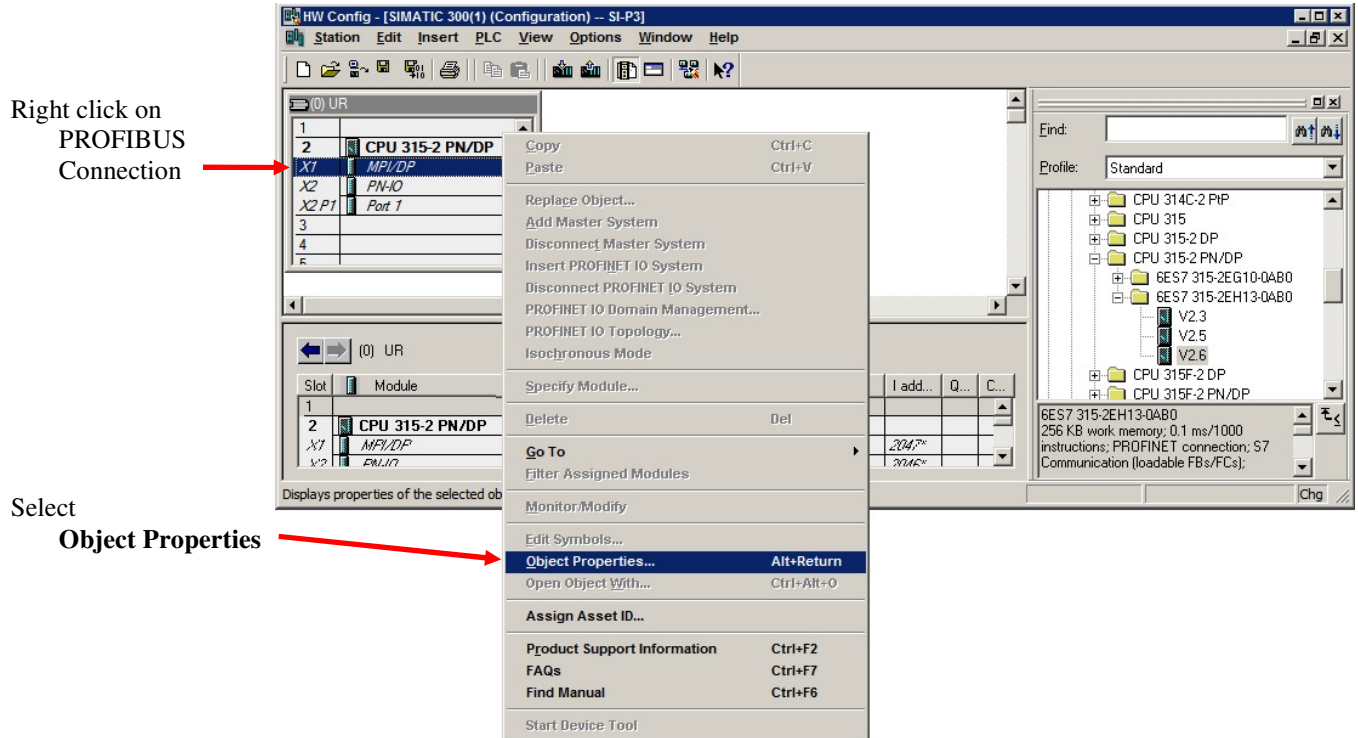 HW Config - [SIMATIC 300(1) (Configuration) -- SI-P3]
Station Edit Insert PLC View Options Window Help
Right click on
PROFIBUS
Connection
(0) UR
1
2 CPU 315-2 PN/DP
X1 MPI/DP
X2 PN-IO
X2 P1 Port 1
3
4
5
Copy Ctrl+C
Paste Ctrl+V
Replace Object...
Add Master System
Disconnect Master System
Insert PROFINET IO System
Disconnect PROFINET IO System
PROFINET IO Domain Management...
PROFINET IO Topology...
Isochronous Mode
Specify Module...
Delete Del
Go To
Filter Assigned Modules
Monitor/Modify
Edit Symbols...
Object Properties... Alt+Return
Open Object With... Ctrl+Alt+O
Assign Asset ID...
Product Support Information Ctrl+F2
FAQs Ctrl+F7
Find Manual Ctrl+F6
Start Device Tool
Find:
Profile: Standard
CPU 314C-2 PtP
CPU 315
CPU 315-2 DP
CPU 315-2 PN/DP
6ES7 315-2EG10-0AB0
6ES7 315-2EH13-0AB0
V2.3
V2.5
V2.6
CPU 315F-2 DP
CPU 315F-2 PN/DP
6ES7 315-2EH13-0AB0
256 KB work memory; 0.1 ms/1000
instructions; PROFINET connection; S7
Communication (loadable FBs/FCs);
(0) UR
Slot Module I add... Q... C...
1
2 CPU 315-2 PN/DP
X1 MPI/DP 2047*
X2 PN-IO 2046*
Displays properties of the selected ob
Chg
Select
Object Properties